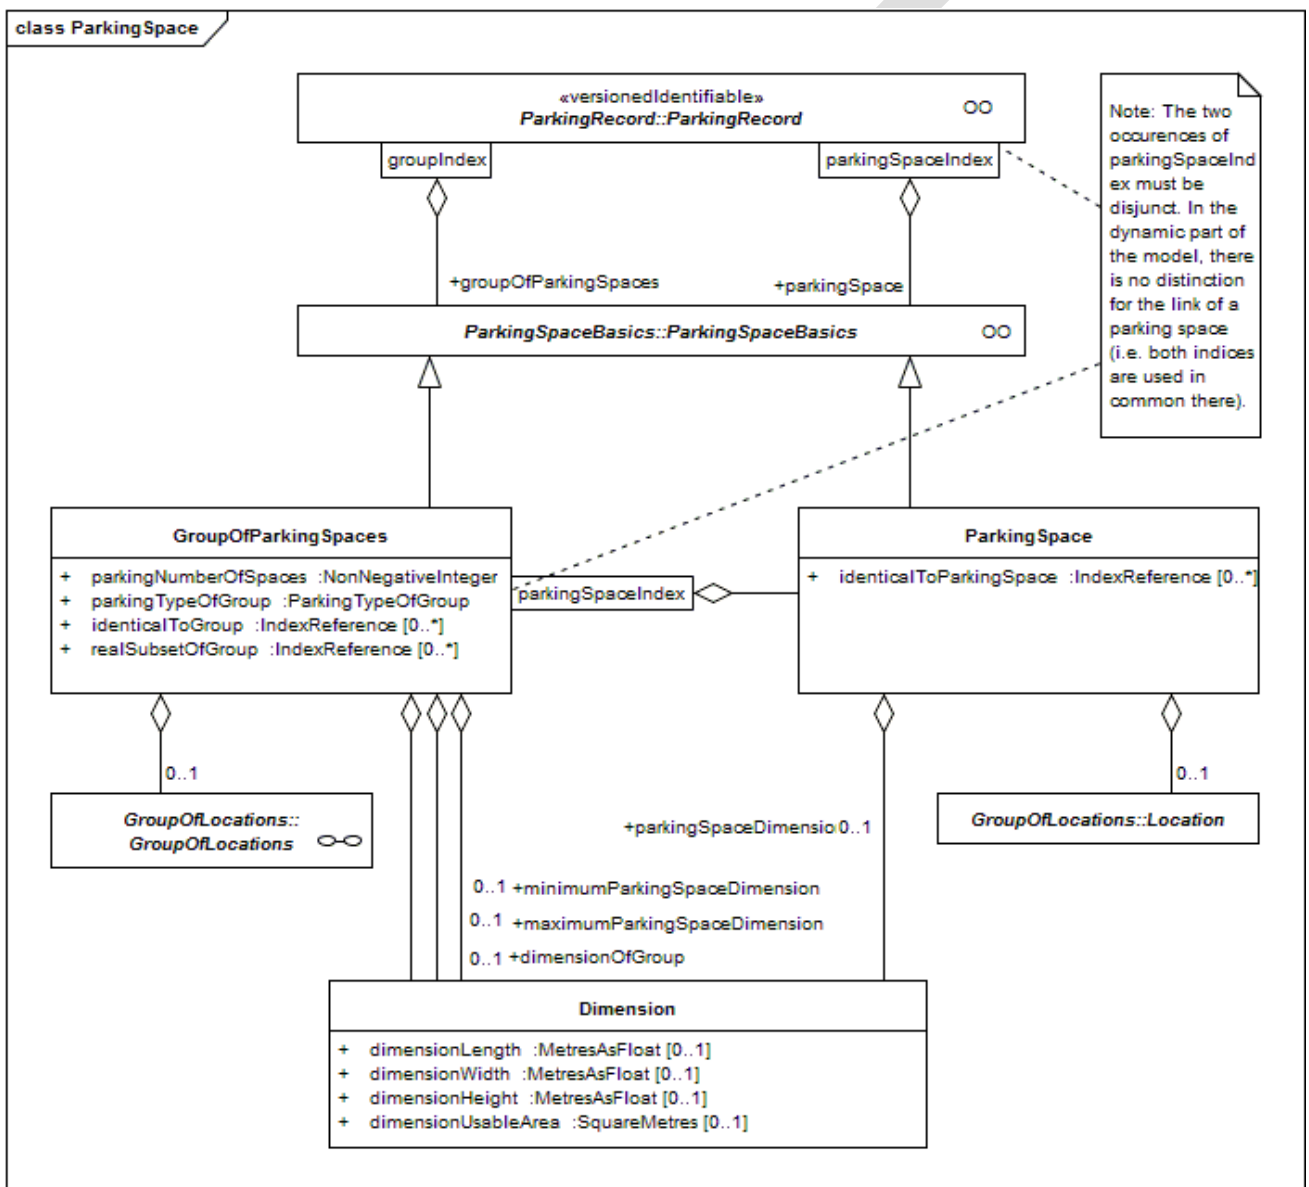 class ParkingSpace
«versionedIdentifiable»
ParkingRecord::ParkingRecord
groupIndex
parkingSpaceIndex
Note: The two
occurences of
parkingSpaceInd
ex must be
disjunct. In the
dynamic part of
the model, there
is no distinction
for the link of a
parking space
(i.e. both indices
are used in
common there).
+groupOfParkingSpaces
+parkingSpace
ParkingSpaceBasics::ParkingSpaceBasics
GroupOfParkingSpaces
+ parkingNumberOfSpaces :NonNegativeInteger
+ parkingTypeOfGroup :ParkingTypeOfGroup
+ identicalToGroup :IndexReference [0..*]
+ realSubsetOfGroup :IndexReference [0..*]
parkingSpaceIndex
ParkingSpace
+ identicalToParkingSpace :IndexReference [0..*]
0..1
0..1
GroupOfLocations::
GroupOfLocations
GroupOfLocations::Location
+parkingSpaceDimensio 0..1
0..1 +minimumParkingSpaceDimension
0..1 +maximumParkingSpaceDimension
0..1 +dimensionOfGroup
Dimension
+ dimensionLength :MetresAsFloat [0..1]
+ dimensionWidth :MetresAsFloat [0..1]
+ dimensionHeight :MetresAsFloat [0..1]
+ dimensionUsableArea :SquareMetres [0..1]